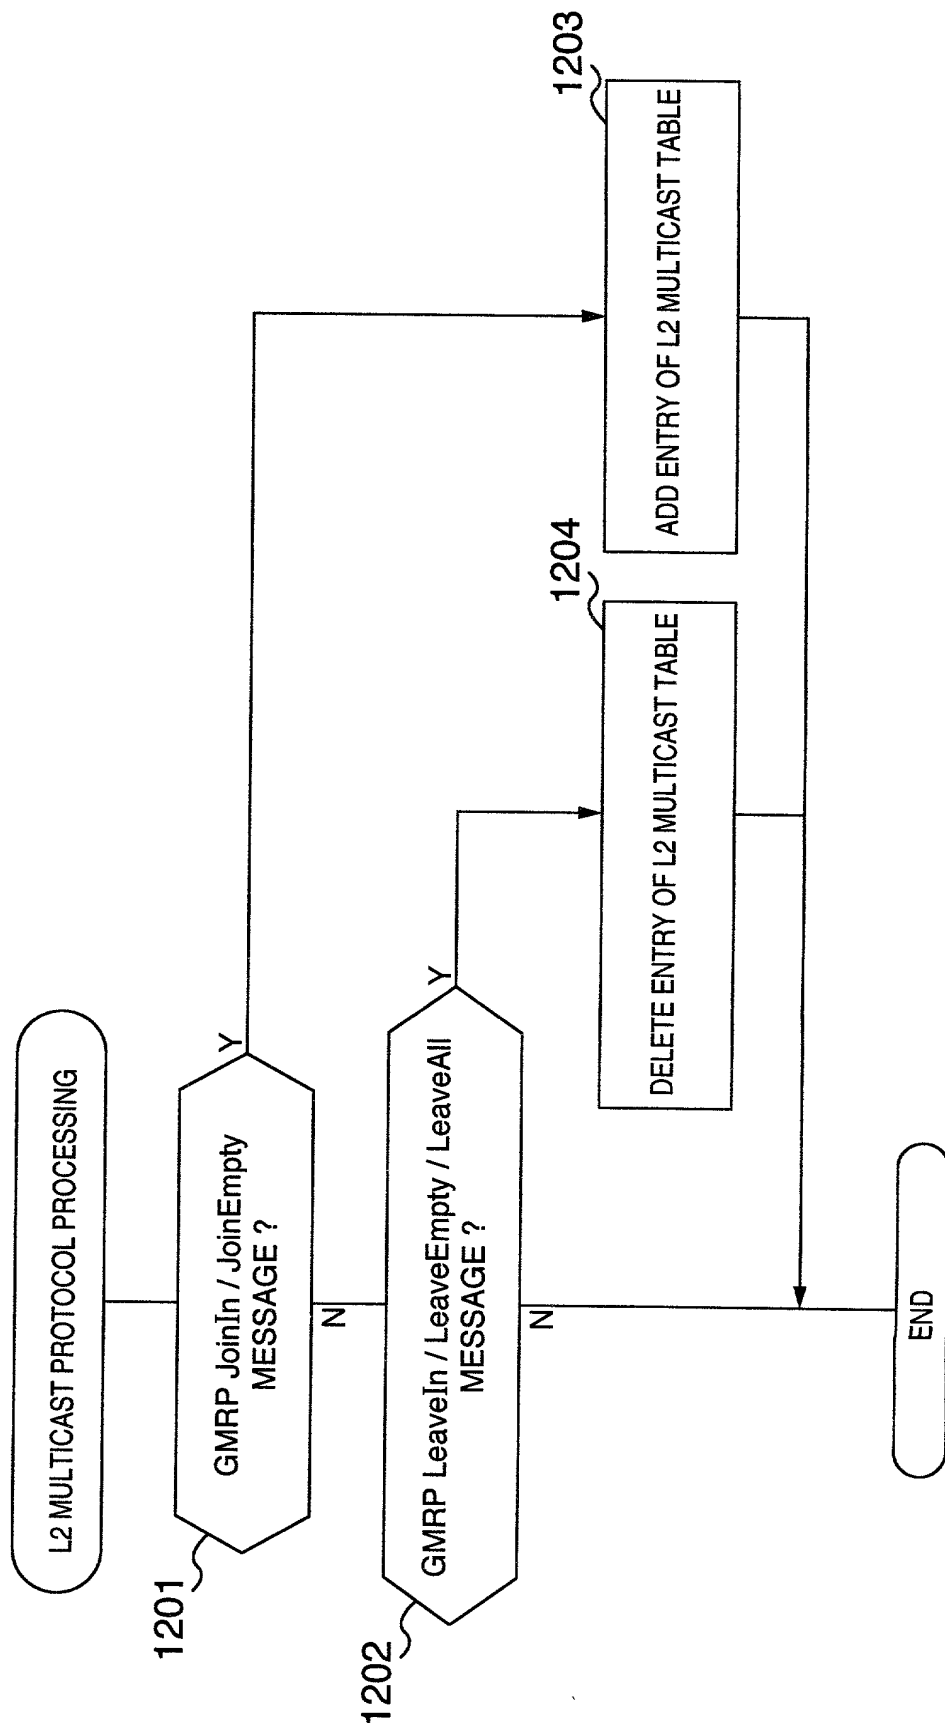 L2 MULTICAST PROTOCOL PROCESSING
1201
GMRP JoinIn / JoinEmpty
MESSAGE ?
Y
N
1202
GMRP LeaveIn / LeaveEmpty / LeaveAll
MESSAGE ?
Y
N
1204
DELETE ENTRY OF L2 MULTICAST TABLE
1203
ADD ENTRY OF L2 MULTICAST TABLE
END